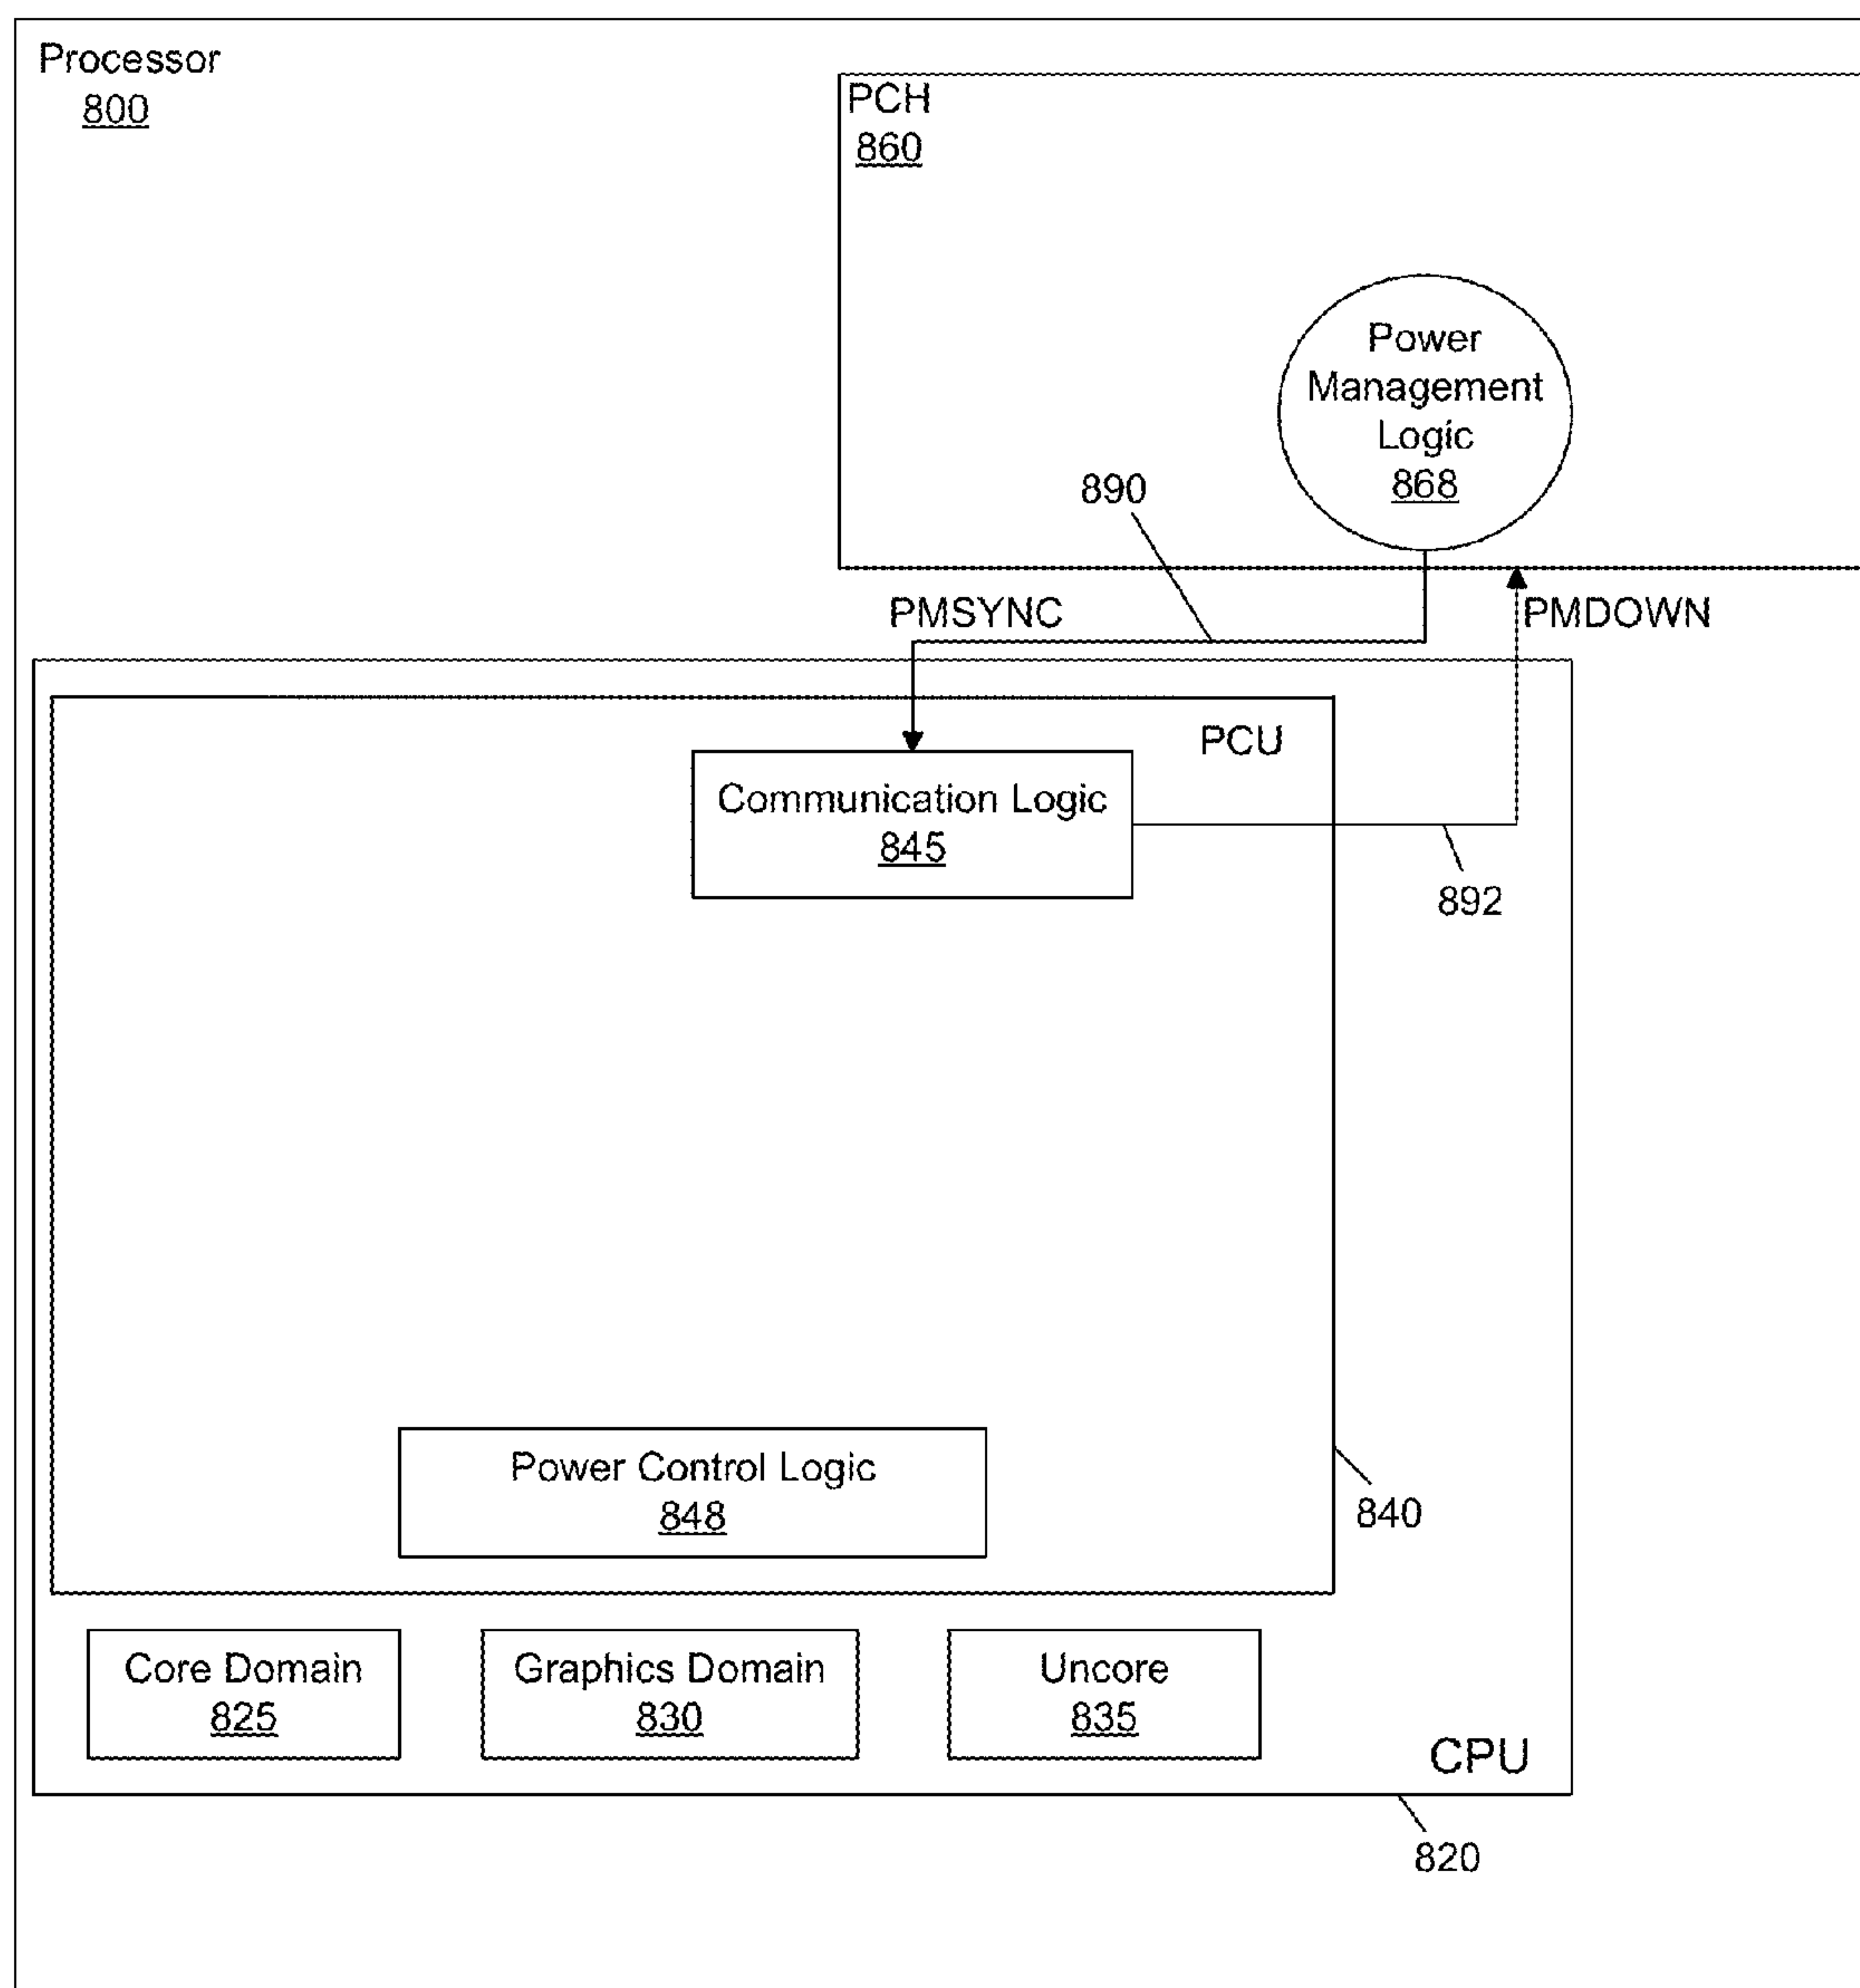 Processor
800
PCH
860
Power
Management
Logic
868
890
PMSYNC
PMDOWN
PCU
Communication Logic
845
892
Power Control Logic
848
840
Core Domain
825
Graphics Domain
830
Uncore
835
CPU
820